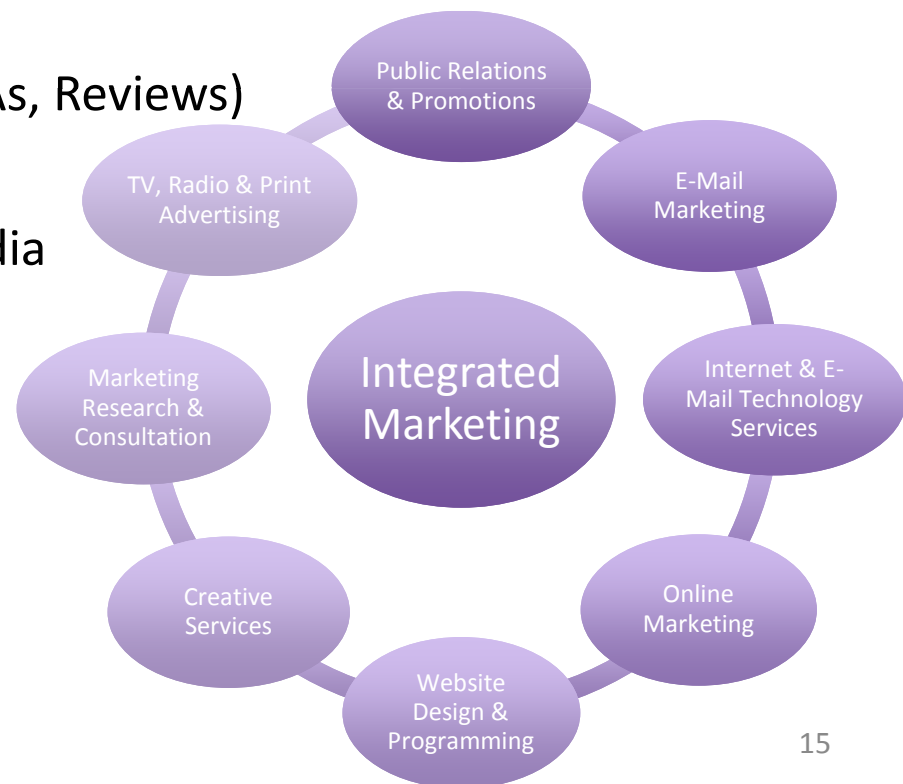 s, Reviews)
dia
Public Relations
& Promotions
E-Mail
Marketing
Internet & E-
Mail Technology
Services
Online
Marketing
Website
Design &
Programming
Creative
Services
Marketing
Research &
Consultation
TV, Radio & Print
Advertising
Integrated
Marketing
15